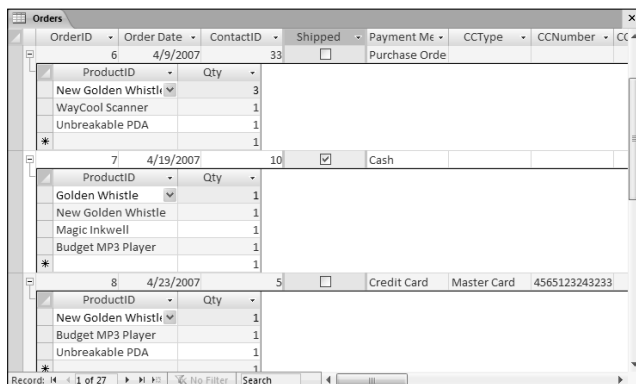 Orders
OrderID Order Date ContactID Shipped Payment Me CCType CCNumber CC
6 4/9/2007 33 Purchase Orde
ProductID Qty
New Golden Whistle 3
WayCool Scanner 1
Unbreakable PDA 1
* 1
7 4/19/2007 10 Cash
ProductID Qty
Golden Whistle 1
New Golden Whistle 1
Magic Inkwell 1
Budget MP3 Player 1
* 1
8 4/23/2007 5 Credit Card Master Card 4565123243233
ProductID Qty
New Golden Whistle 1
Budget MP3 Player 1
Unbreakable PDA 1
* 1
Record: 1 of 27 No Filter Search